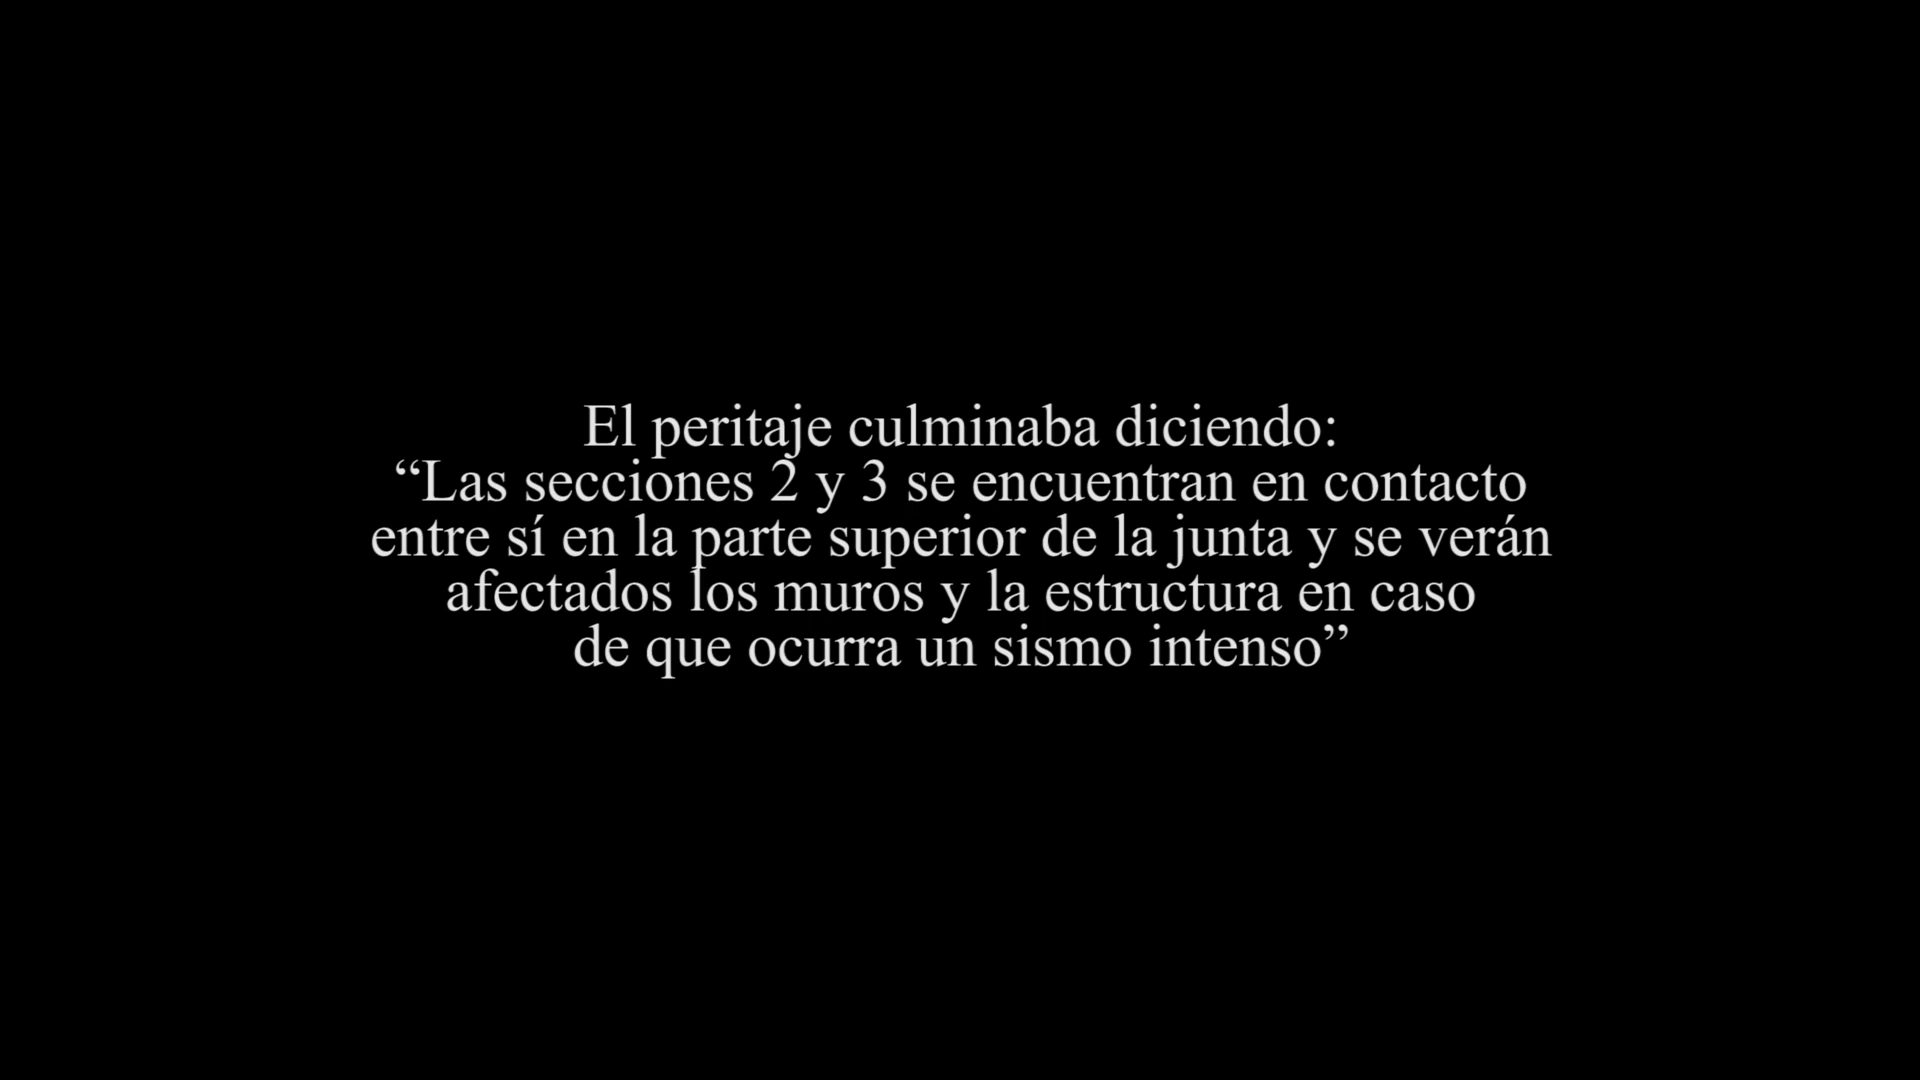 El peritaje culminaba diciendo:
“Las secciones 2 y 3 se encuentran en contacto
entre sí en la parte superior de la junta y se verán
afectados los muros y la estructura en caso
de que ocurra un sismo intenso”